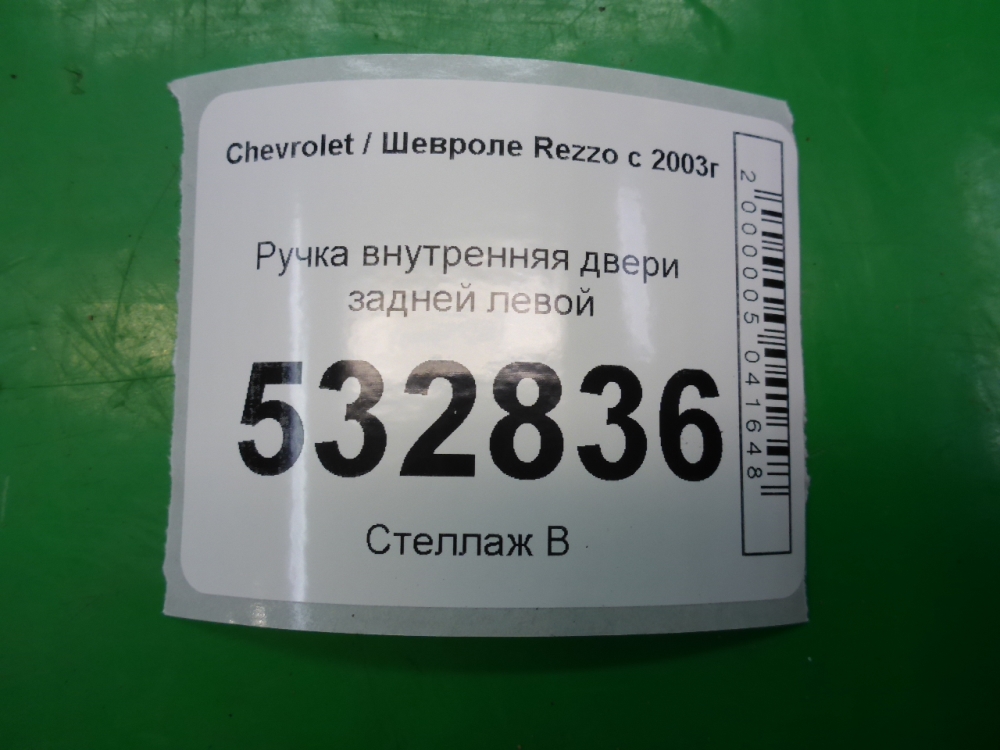 Chevrolet / Шевроле Rezzo с 2003г
Ручка внутренняя двери
задней левой
532836
Стеллаж В
2000005041648